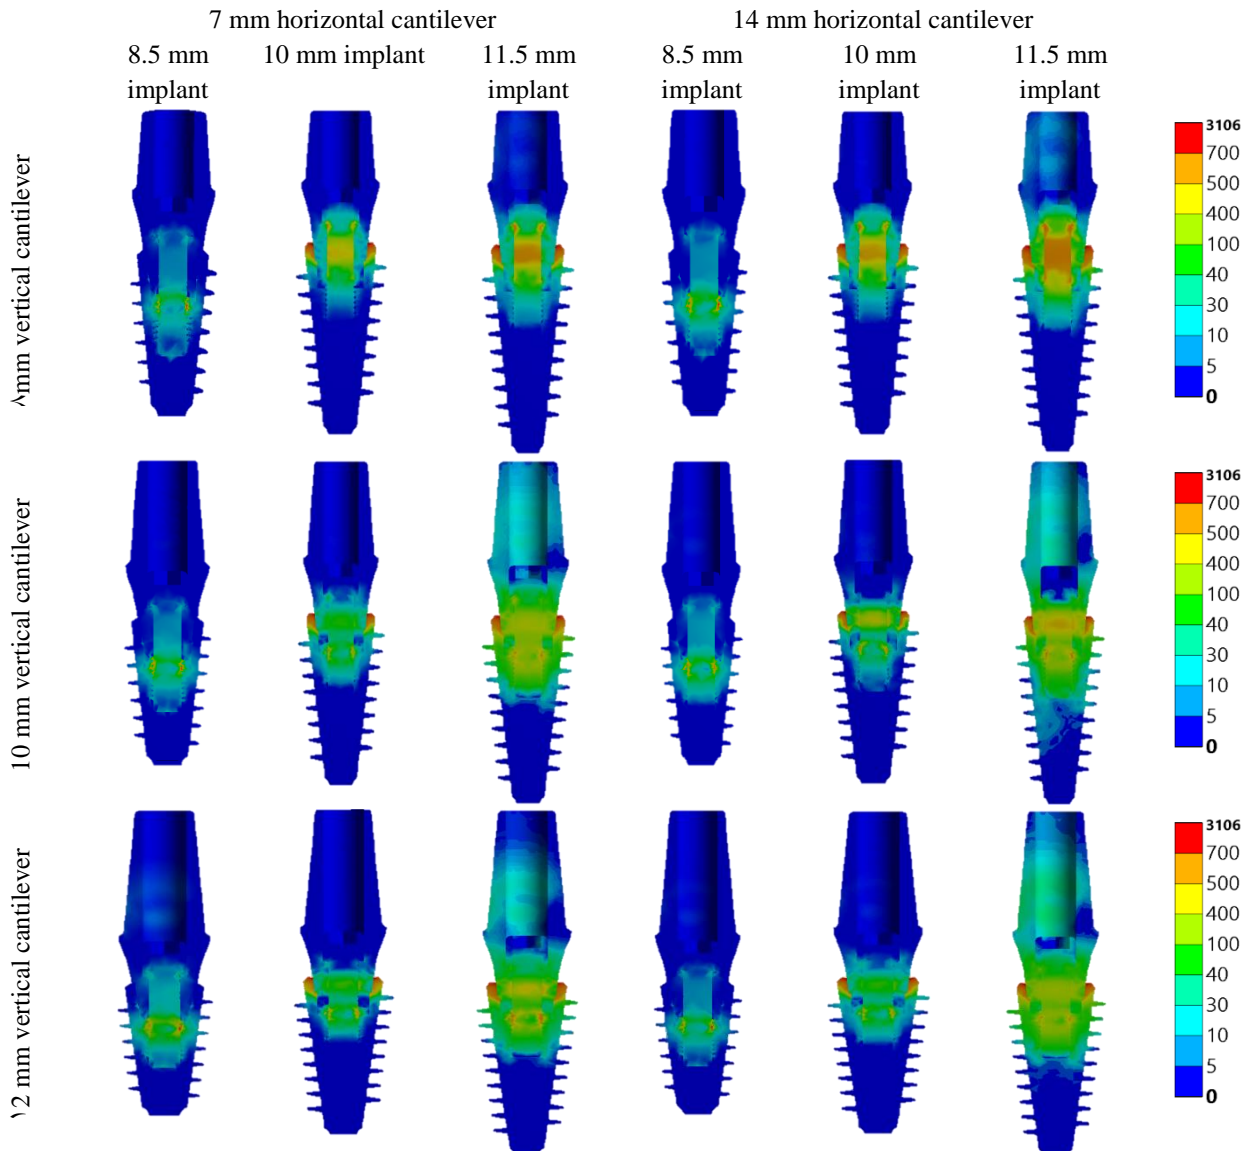 7 mm horizontal cantilever
14 mm horizontal cantilever
8.5 mm
implant
10 mm implant
11.5 mm
implant
8.5 mm
implant
10 mm
implant
11.5 mm
implant
mm vertical cantilever
3106
700
500
400
100
40
30
10
5
0
10 mm vertical cantilever
3106
700
500
400
100
40
30
10
5
0
2 mm vertical cantilever
3106
700
500
400
100
40
30
10
5
0